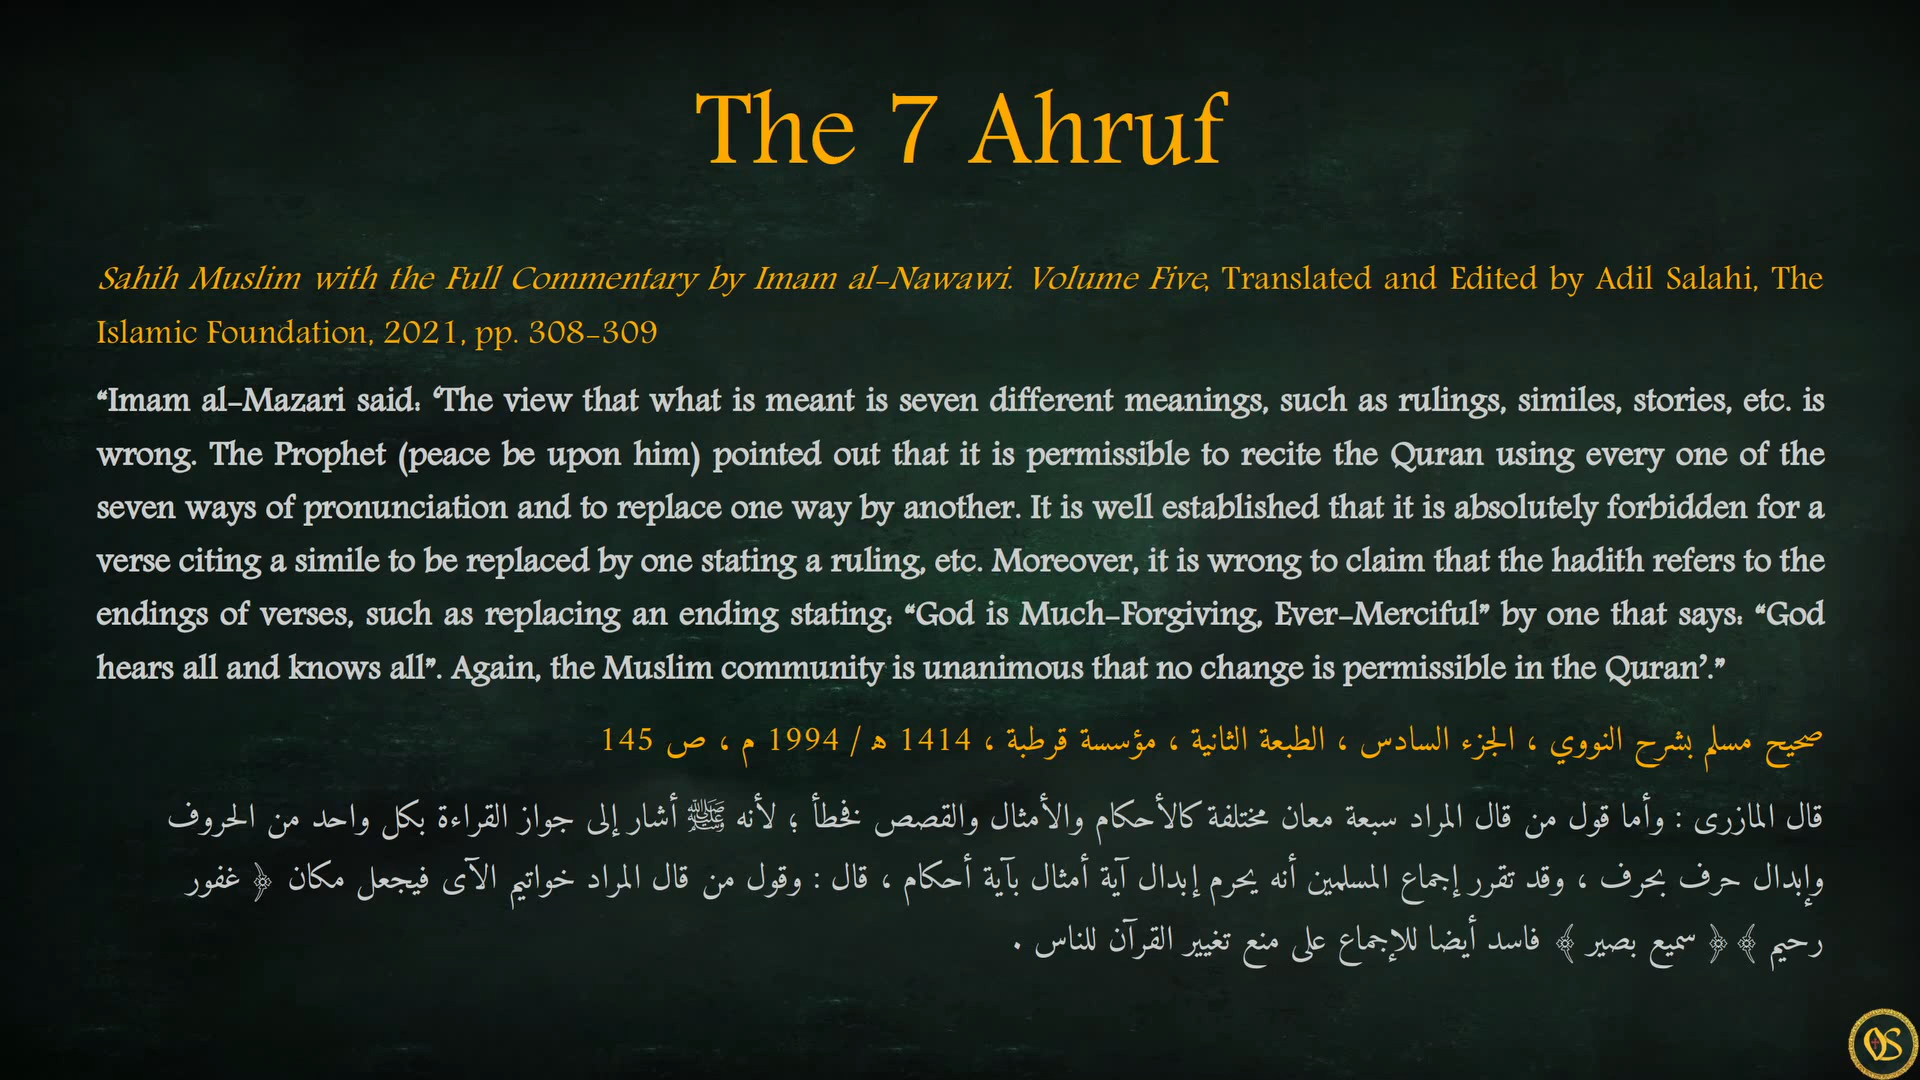 The 7 Ahruf
Sahih Muslim with the Full Commentary by Imam al-Nawawi. Volume Five, Translated and Edited by Adil Salahi, The
Islamic Foundation, 2021, pp. 308-309
“Imam al-Mazari said: ‘The view that what is meant is seven different meanings, such as rulings, similes, stories, etc. is
wrong. The Prophet (peace be upon him) pointed out that it is permissible to recite the Quran using every one of the
seven ways of pronunciation and to replace one way by another. It is well established that it is absolutely forbidden for a
verse citing a simile to be replaced by one stating a ruling, etc. Moreover, it is wrong to claim that the hadith refers to the
endings of verses, such as replacing an ending stating: “God is Much-Forgiving, Ever-Merciful” by one that says: “God
hears all and knows all”. Again, the Muslim community is unanimous that no change is permissible in the Quran’.”
صحيح مسلم بشرح النووي ، الجزء السادس ، الطبعة الثانية ، مؤسسة قرطبة ، 1414 ه / 1994 م ، ص 145
قال المازرى : وأما قول من قال المراد سبعة معان مختلفة كالأحكام والأمثال والقصص فخطأ ؛ لأنه ﷺ أشار إلى جواز القراءة بكل واحد من الحروف
وإبدال حرف بحرف ، وقد تقرر إجماع المسلمين أنه يحرم إبدال آية أمثال بآية أحكام ، قال : وقول من قال المراد خواتيم الآى فيجعل مكان ﴿ غفور
رحيم ﴾ ﴿ سميع بصير ﴾ فاسد أيضا للإجماع على منع تغيير القرآن للناس .